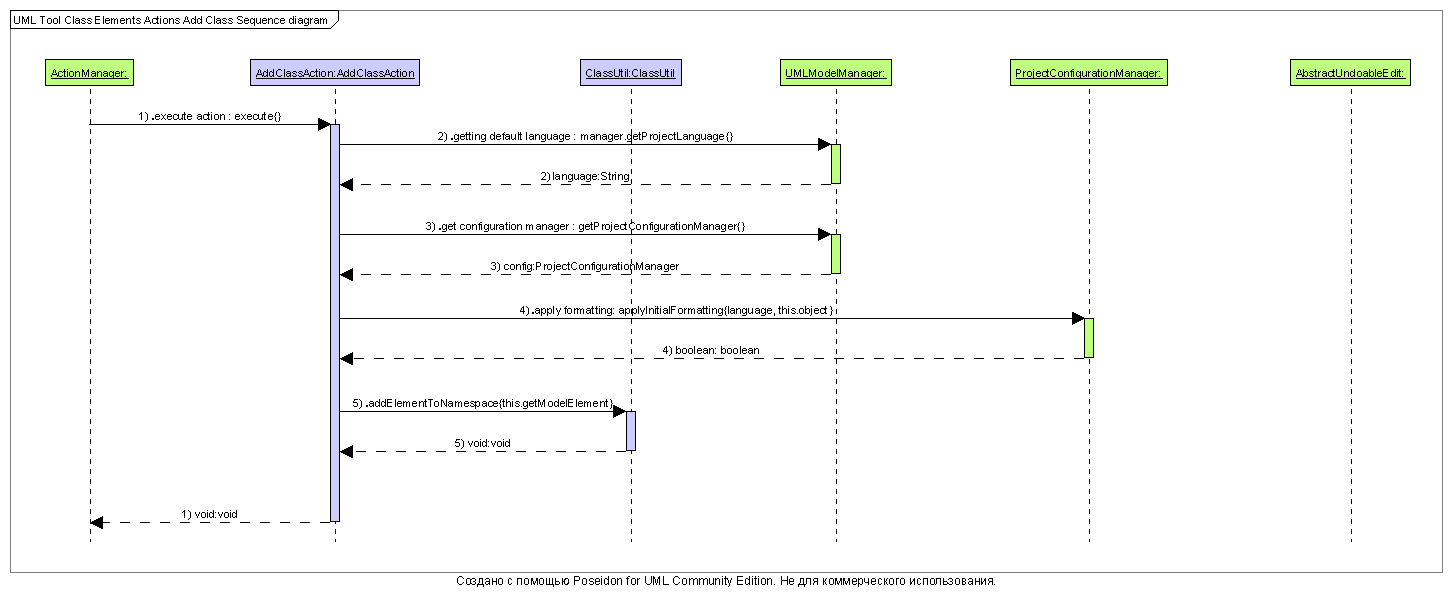 UML Tool Class Elements Actions Add Class Sequence diagram
ActionManager:
AddClassAction:AddClassAction
ClassUtil:ClassUtil
UMLModelManager:
ProjectConfigurationManager:
AbstractUndoableEdit:
1) .execute action : execute{}
2) .getting default language : manager.getProjectLanguage{}
2) language:String
3) .get configuration manager : getProjectConfigurationManager{}
3) config:ProjectConfigurationManager
4) .apply formatting: applyInitialFormatting{language, this.object}
4) boolean: boolean
5) .addElementToNamespace{this.getModelElement}
5) void:void
1) void:void
Создано с помощью Poseidon for UML Community Edition. Не для коммерческого использования.